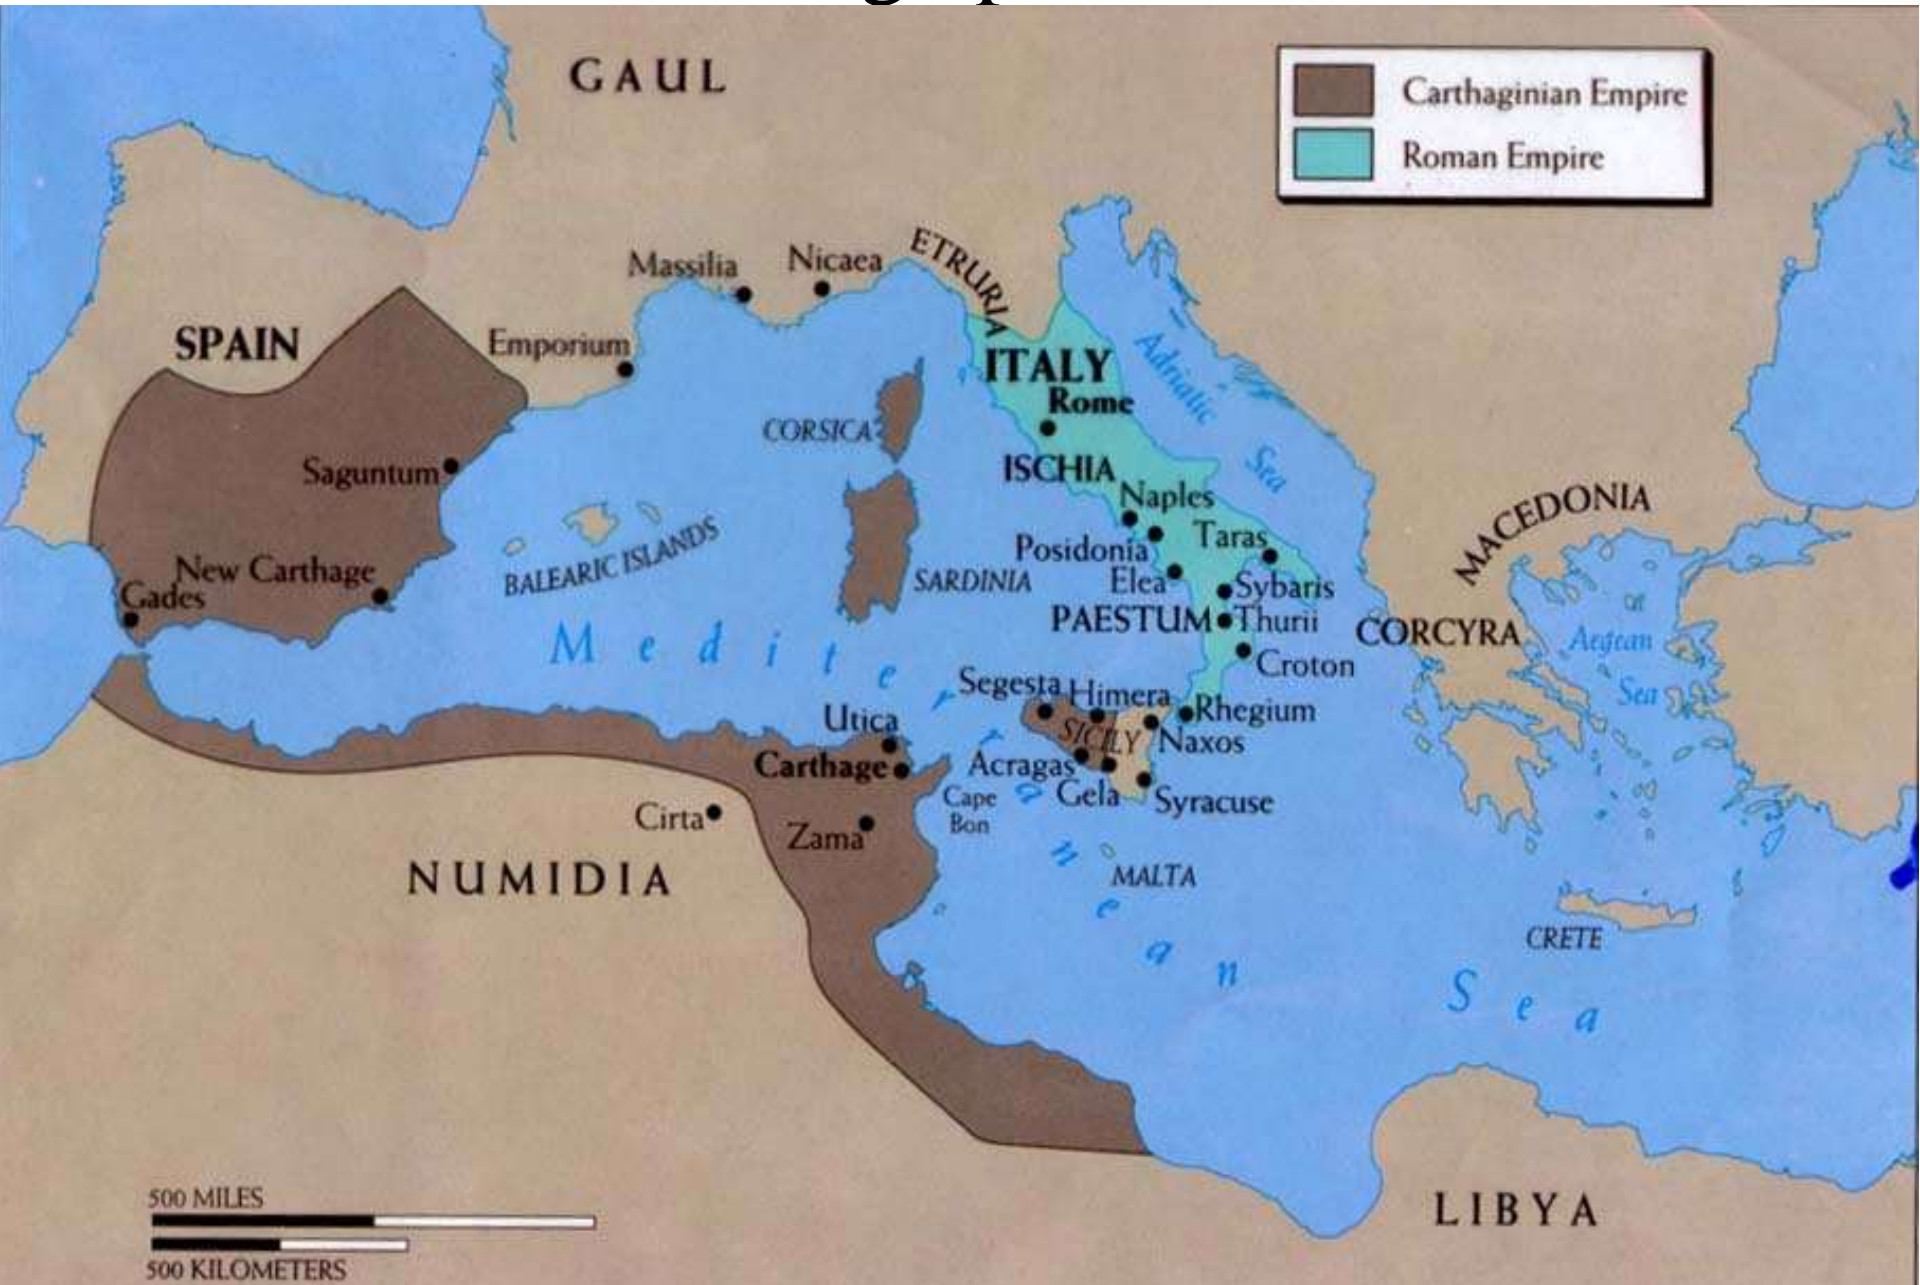 GAUL
Carthaginian Empire
Roman Empire
ETRURIA
Massilia
Nicaea
SPAIN
Emporium
ITALY
Adriatic
Sea
Rome
CORSICA
ISCHIA
Saguntum
Naples
MACEDONIA
BALEARIC ISLANDS
Posidonia
Taras
New Carthage
SARDINIA
Elea
Sybaris
Gades
PAESTUM
Thurii
CORCYRA
Aegean
Sea
Mediterranean Sea
Croton
Segesta
Himera
Rhegium
Utica
SICILY
Naxos
Carthage
Acragas
Cape
Bon
Gela
Syracuse
Cirta
Zama
NUMIDIA
MALTA
CRETE
500 MILES
LIBYA
500 KILOMETERS